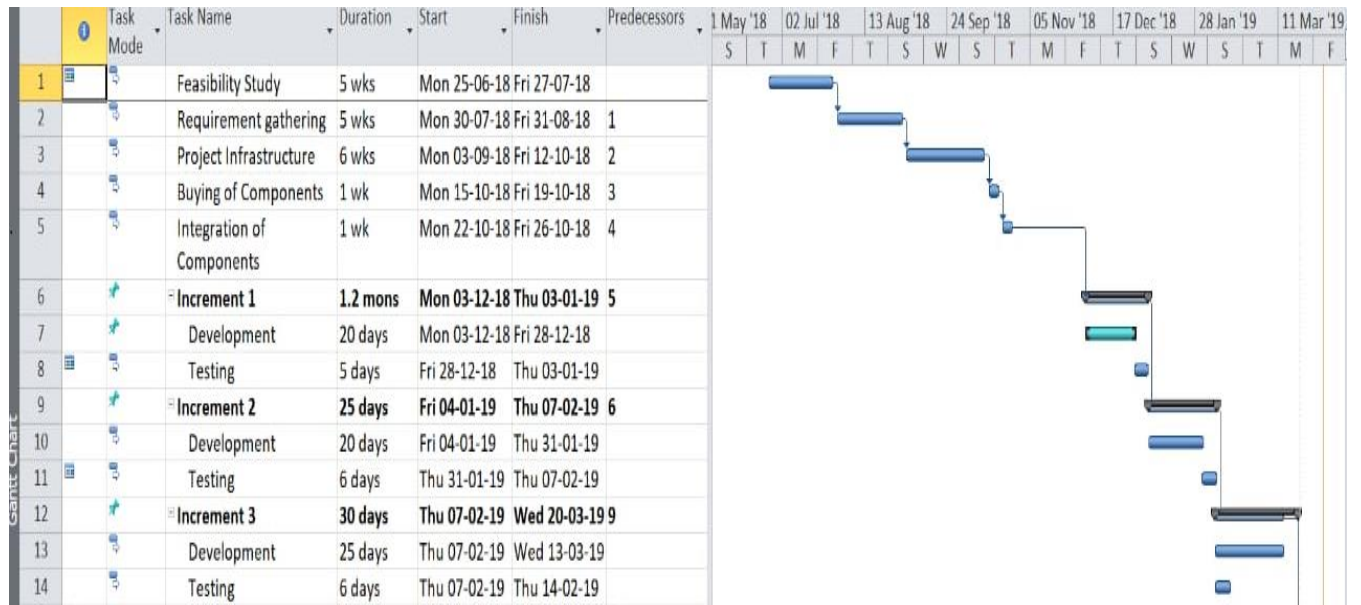 Task Mode Task Name Duration Start Finish Predecessors 1 May '18 02 Jul '18 13 Aug '18 24 Sep '18 05 Nov '18 17 Dec '18 28 Jan '19 11 Mar '19
S T M F T S W S T M F T S W S T M F
1 Feasibility Study 5 wks Mon 25-06-18 Fri 27-07-18
2 Requirement gathering 5 wks Mon 30-07-18 Fri 31-08-18 1
3 Project Infrastructure 6 wks Mon 03-09-18 Fri 12-10-18 2
4 Buying of Components 1 wk Mon 15-10-18 Fri 19-10-18 3
5 Integration of Components 1 wk Mon 22-10-18 Fri 26-10-18 4
6 Increment 1 1.2 mons Mon 03-12-18 Thu 03-01-19 5
7 Development 20 days Mon 03-12-18 Fri 28-12-18
8 Testing 5 days Fri 28-12-18 Thu 03-01-19
9 Increment 2 25 days Fri 04-01-19 Thu 07-02-19 6
10 Development 20 days Fri 04-01-19 Thu 31-01-19
11 Testing 6 days Thu 31-01-19 Thu 07-02-19
12 Increment 3 30 days Thu 07-02-19 Wed 20-03-19 9
13 Development 25 days Thu 07-02-19 Wed 13-03-19
14 Testing 6 days Thu 07-02-19 Thu 14-02-19
Gantt Chart